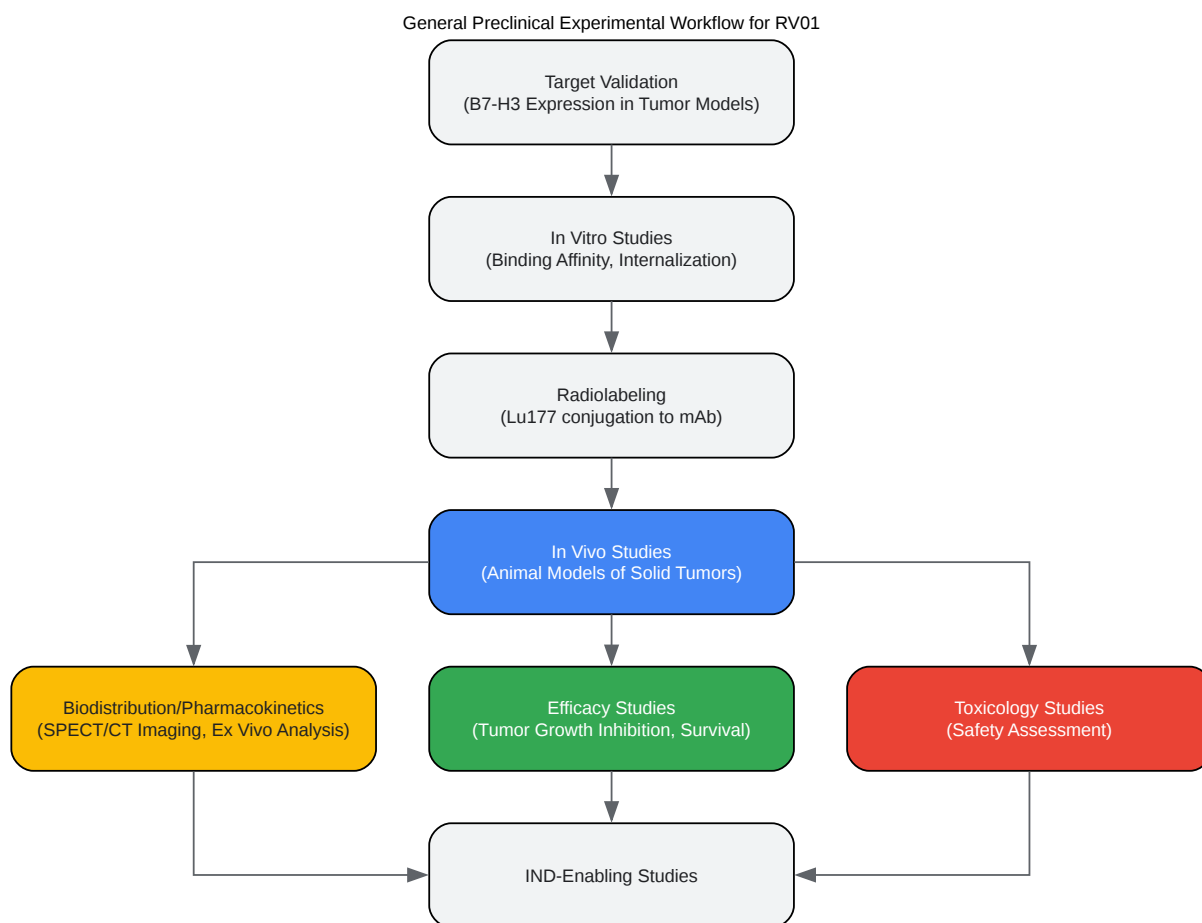 General Preclinical Experimental Workflow for RV01
Target Validation
(B7-H3 Expression in Tumor Models)
In Vitro Studies
(Binding Affinity, Internalization)
Radiolabeling
(Lu177 conjugation to mAb)
In Vivo Studies
(Animal Models of Solid Tumors)
Biodistribution/Pharmacokinetics
(SPECT/CT Imaging, Ex Vivo Analysis)
Efficacy Studies
(Tumor Growth Inhibition, Survival)
Toxicology Studies
(Safety Assessment)
IND-Enabling Studies